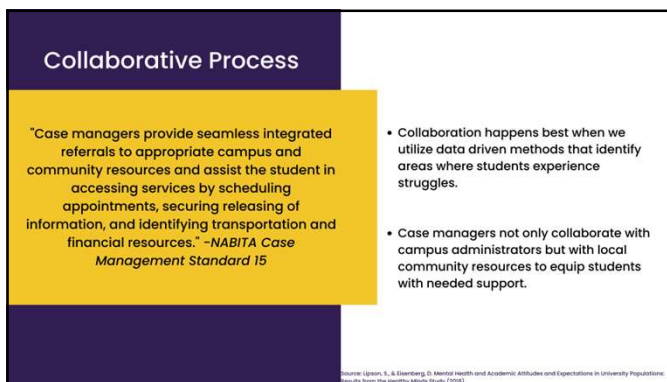 Collaborative Process
"Case managers provide seamless integrated
referrals to appropriate campus and
community resources and assist the student in
accessing services by scheduling
appointments, securing releasing of
information, and identifying transportation and
financial resources." -NABITA Case
Management Standard 15
• Collaboration happens best when we
utilize data driven methods that identify
areas where students experience
struggles.
• Case managers not only collaborate with
campus administrators but with local
community resources to equip students
with needed support.
Source: Lipson, S., & Eisenberg, D. Mental Health and Academic Attitudes and Expectations in University Populations:
Results from the Healthy Minds Study (2018)